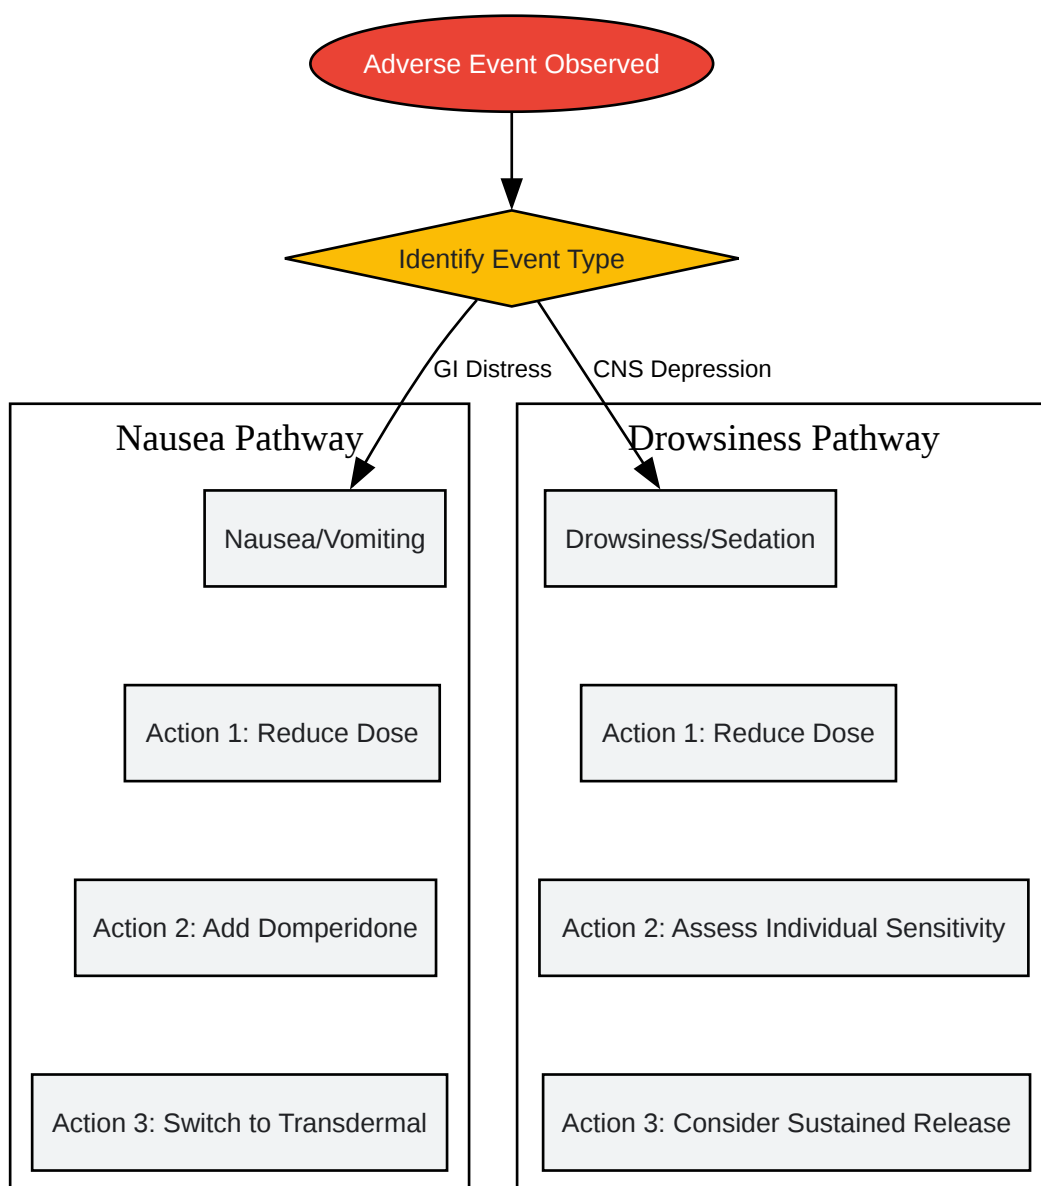 Adverse Event Observed
Identify Event Type
GI Distress
CNS Depression
Nausea Pathway
Nausea/Vomiting
Action 1: Reduce Dose
Action 2: Add Domperidone
Action 3: Switch to Transdermal
Drowsiness Pathway
Drowsiness/Sedation
Action 1: Reduce Dose
Action 2: Assess Individual Sensitivity
Action 3: Consider Sustained Release